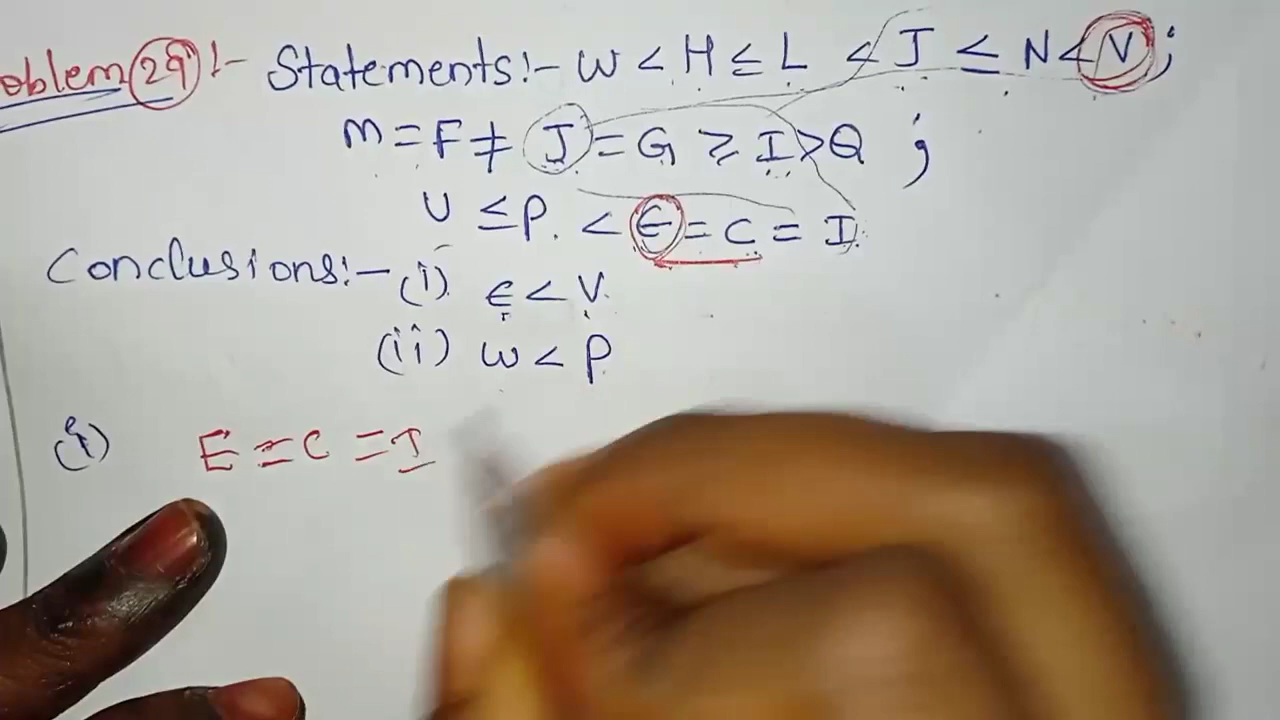 oblem (29) :- Statements:- W < H ≤ L < J ≤ N < V ;
M = F ≠ J = G ≥ I > Q ;
U ≤ P < E = C = I
Conclusions:- (i) E < V
(ii) W < P
(i) E = C = I